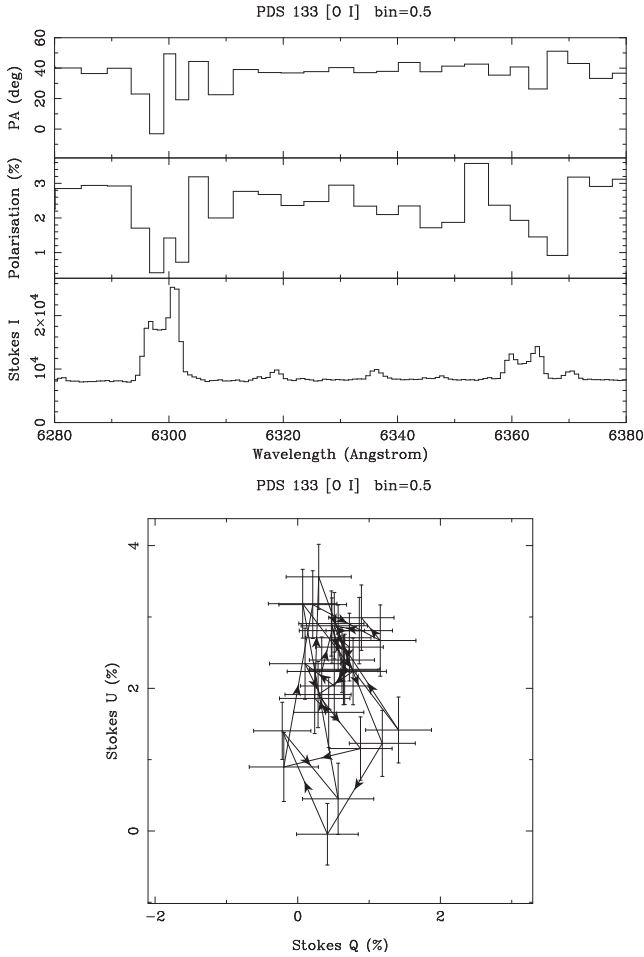 PDS 133 [O I] bin=0.5
PA (deg)
60
40
20
0
Polarisation (%)
3
2
1
Stokes I
2×10⁴
10⁴
0
6280 6300 6320 6340 6360 6380
Wavelength (Angstrom)
PDS 133 [O I] bin=0.5
Stokes U (%)
4
2
0
−2 0 2
Stokes Q (%)